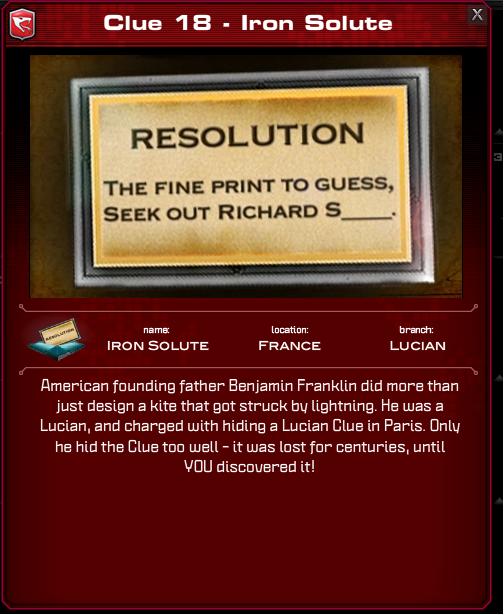 Clue 18 - Iron Solute
X
RESOLUTION
THE FINE PRINT TO GUESS,
SEEK OUT RICHARD S____.
RESOLUTION
name:
IRON SOLUTE
location:
FRANCE
branch:
LUCIAN
American founding father Benjamin Franklin did more than
just design a kite that got struck by lightning. He was a
Lucian, and charged with hiding a Lucian Clue in Paris. Only
he hid the Clue too well - it was lost for centuries, until
YOU discovered it!
3